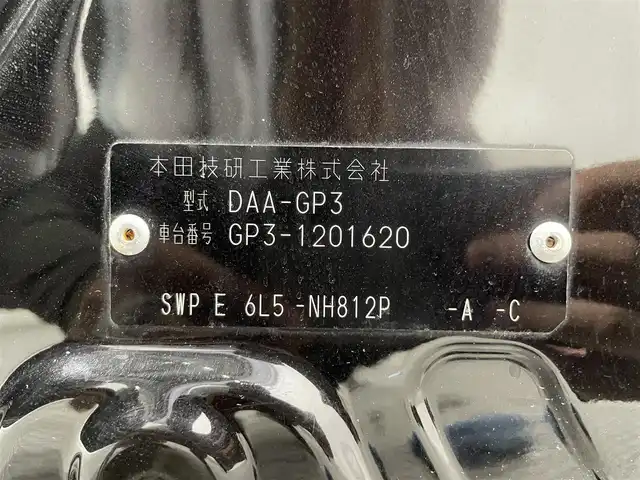 本田技研工業株式会社
型式 DAA-GP3
車台番号 GP3-1201620
SWP E 6L5 -NH812P -A -C